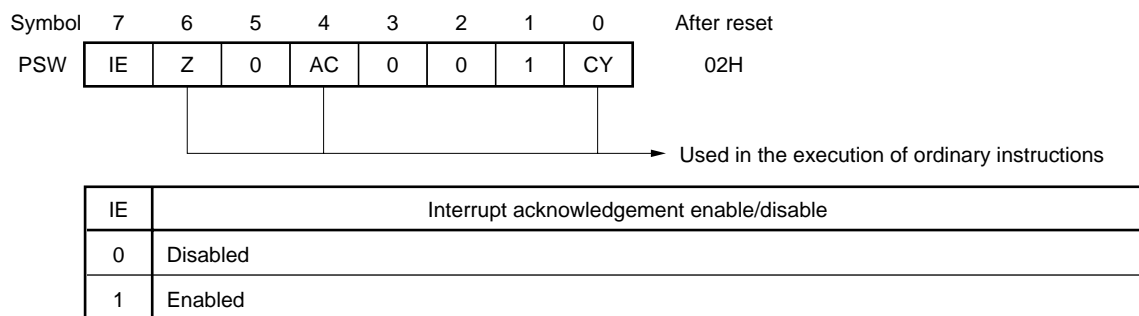 Symbol 7 6 5 4 3 2 1 0 After reset
PSW IE Z 0 AC 0 0 1 CY 02H
Used in the execution of ordinary instructions
IE Interrupt acknowledgement enable/disable
0 Disabled
1 Enabled